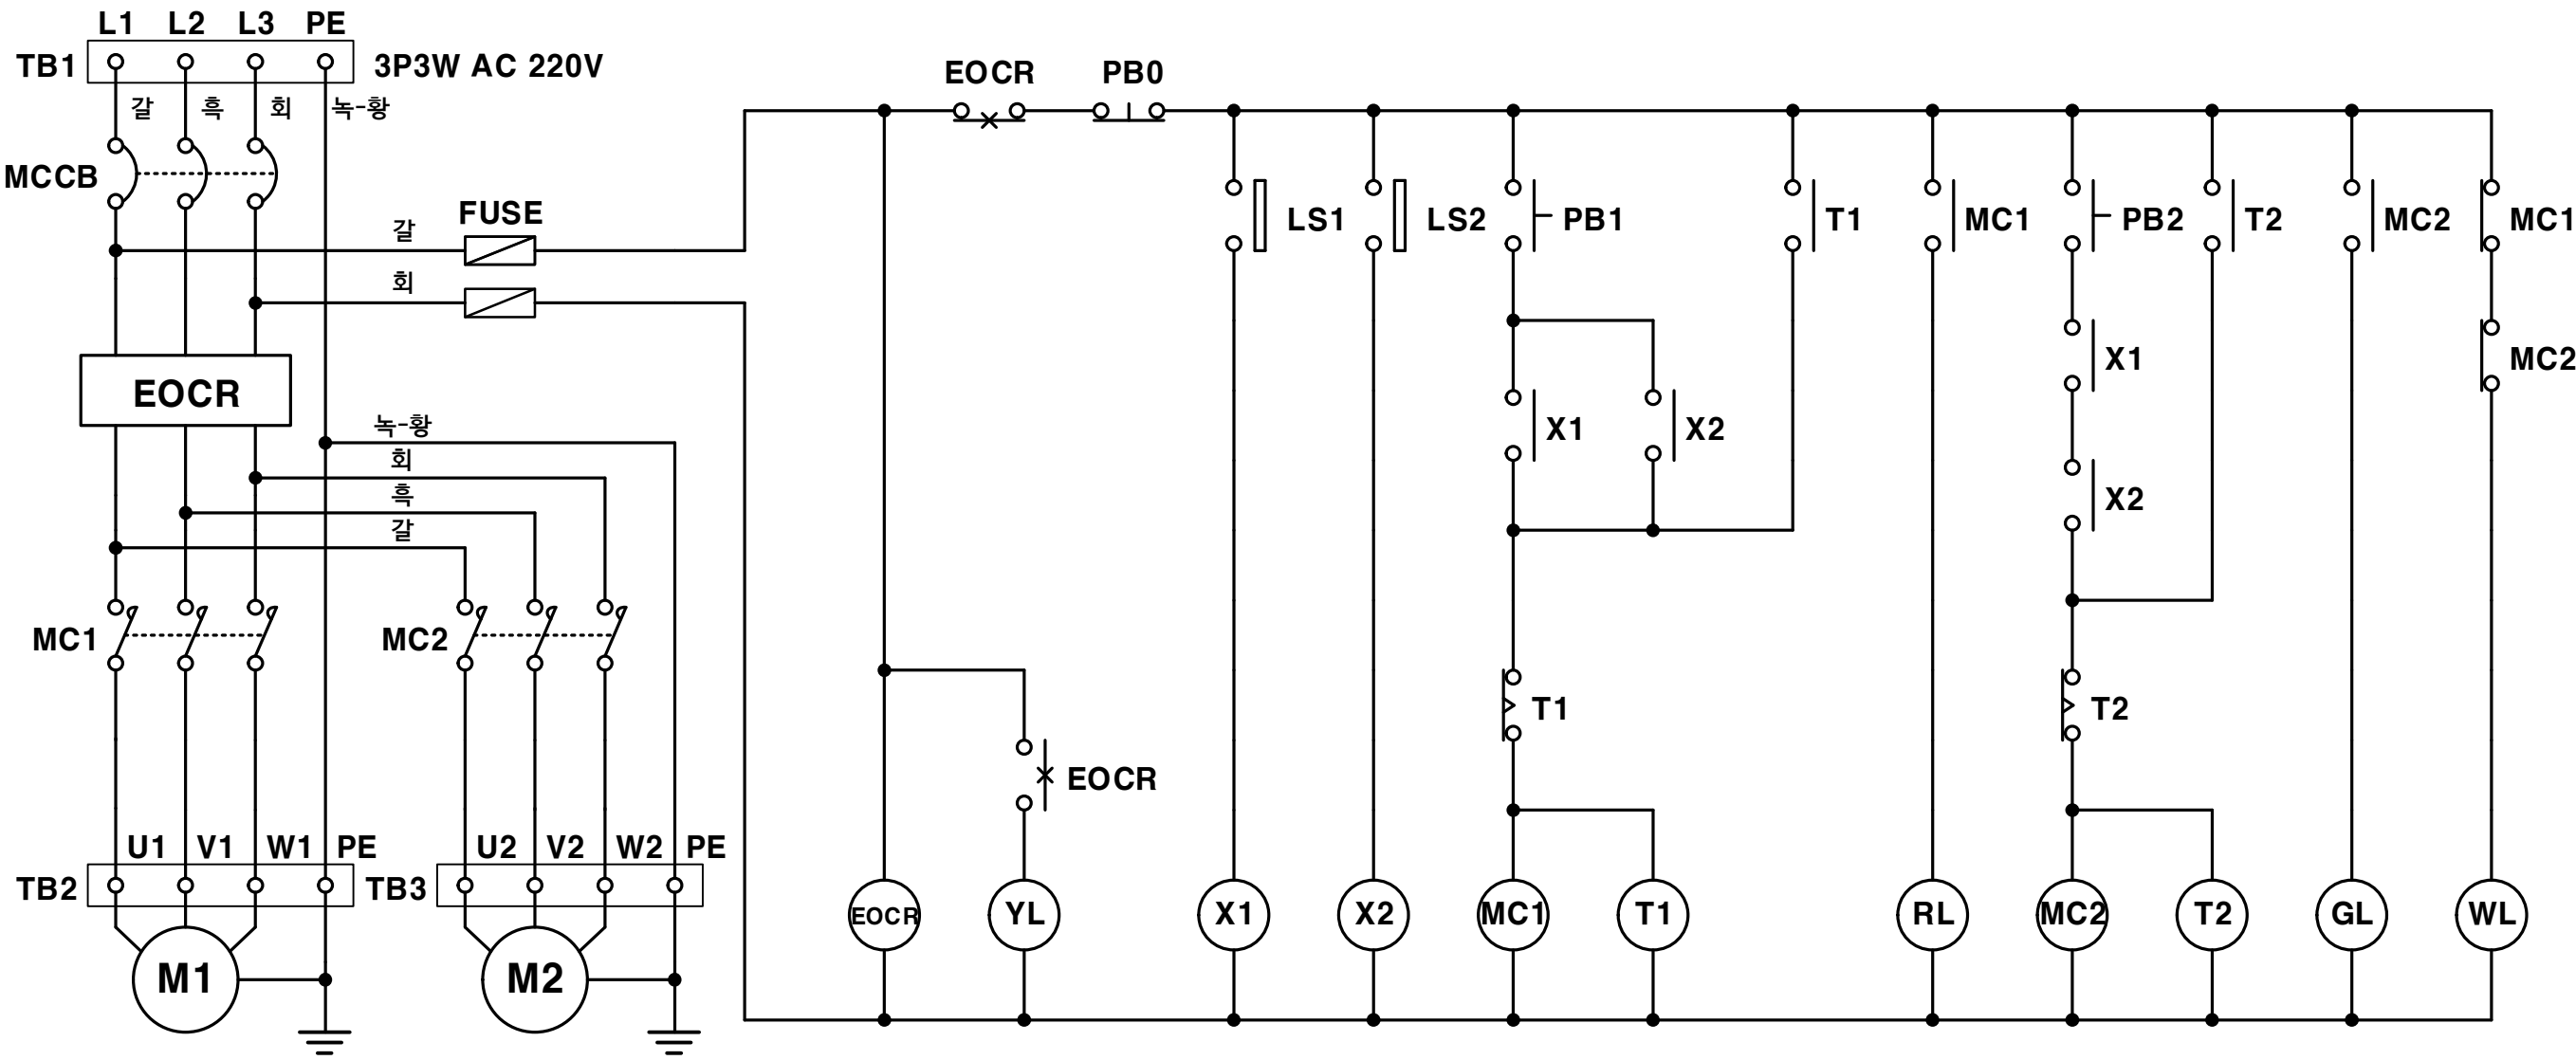 L1 L2 L3 PE
TB1 3P3W AC 220V
갈 흑 회 녹-황
MCCB
갈 FUSE
회
EOCR
녹-황
회
흑
갈
MC1 MC2
U1 V1 W1 PE U2 V2 W2 PE
TB2 TB3
M1 M2
EOCR PB0
LS1 LS2 PB1 T1 MC1 PB2 T2 MC2 MC1
X1 MC2
X1 X2
X2
T1 T2
EOCR
EOCR YL X1 X2 MC1 T1 RL MC2 T2 GL WL